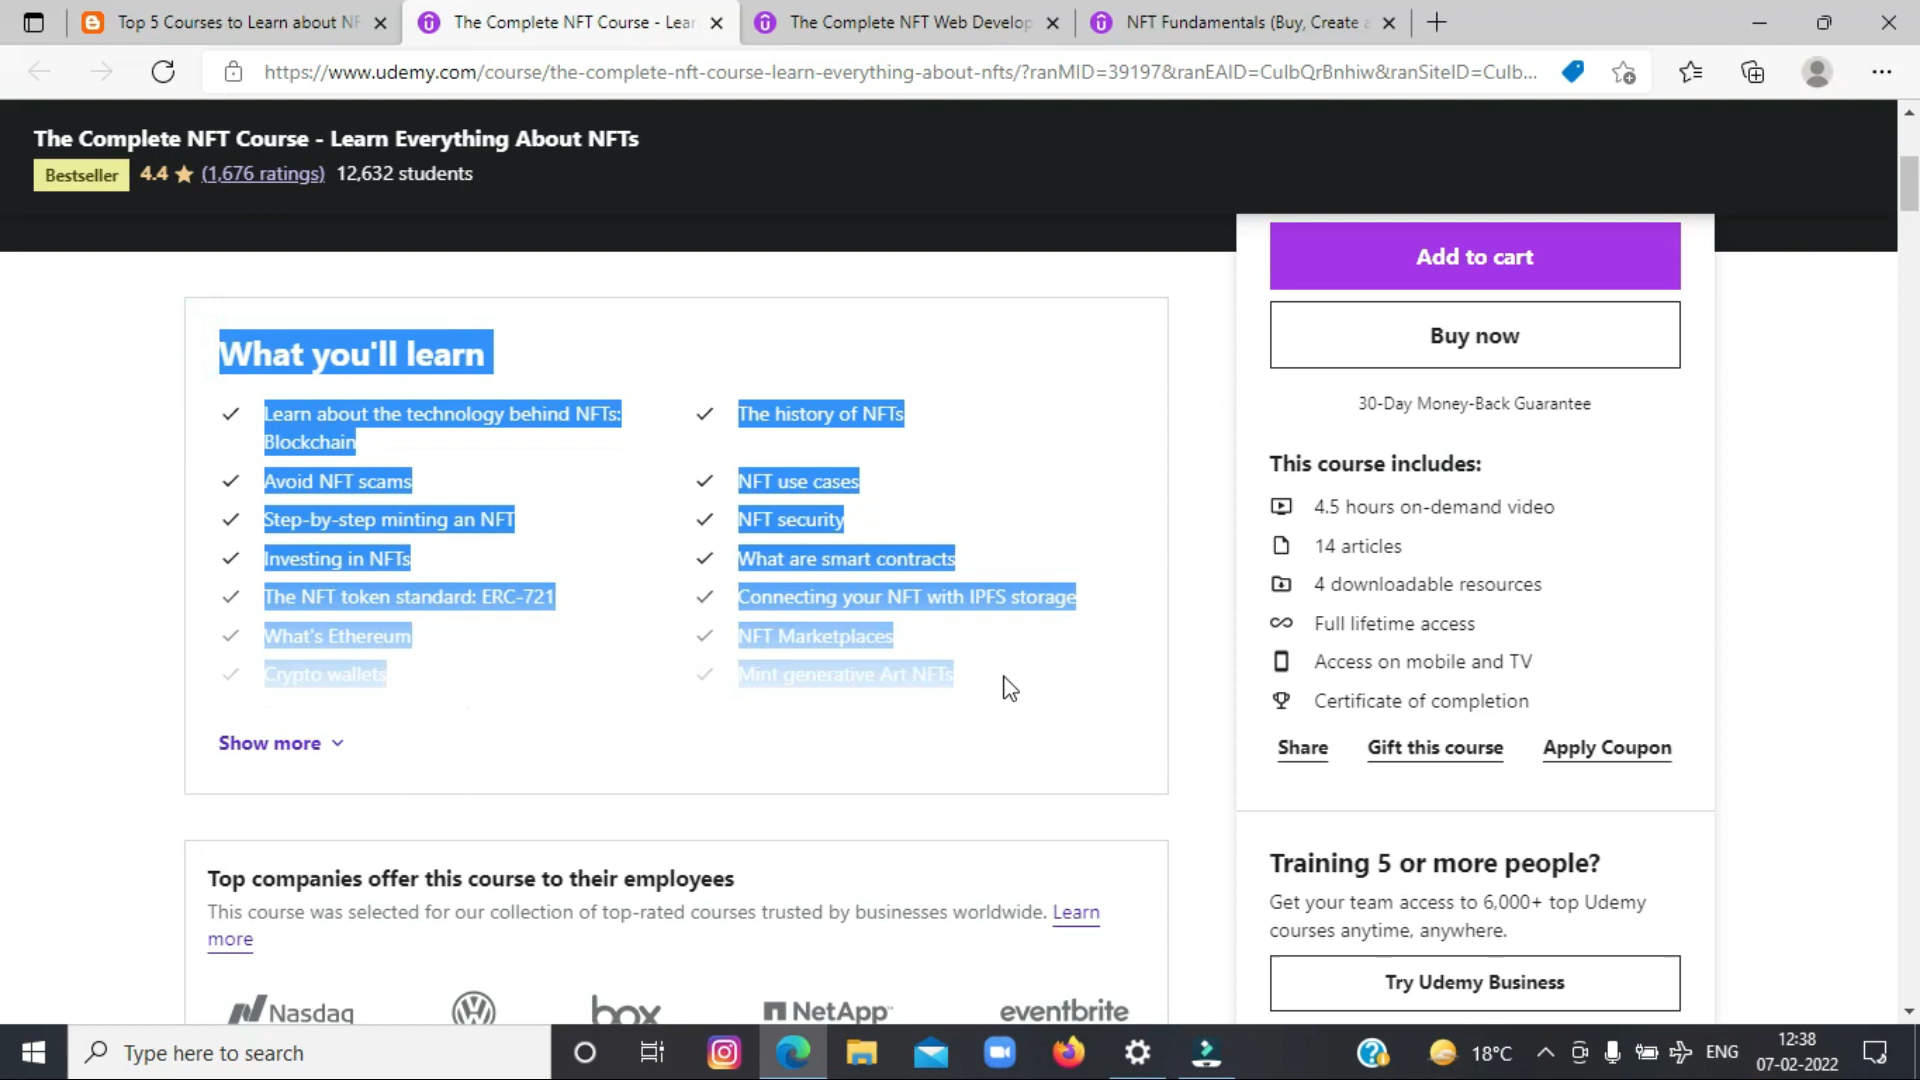 Top 5 Courses to Learn about NF
The Complete NFT Course - Lear
The Complete NFT Web Develop
NFT Fundamentals (Buy, Create a
https://www.udemy.com/course/the-complete-nft-course-learn-everything-about-nfts/?ranMID=39197&ranEAID=CuIbQrBnhiw&ranSiteID=CuIb...
The Complete NFT Course - Learn Everything About NFTs
Bestseller 4.4 (1,676 ratings) 12,632 students
What you'll learn
Learn about the technology behind NFTs:
Blockchain
The history of NFTs
Avoid NFT scams
NFT use cases
Step-by-step minting an NFT
NFT security
Investing in NFTs
What are smart contracts
The NFT token standard: ERC-721
Connecting your NFT with IPFS storage
What's Ethereum
NFT Marketplaces
Crypto wallets
Mint generative Art NFTs
Show more
Top companies offer this course to their employees
This course was selected for our collection of top-rated courses trusted by businesses worldwide. Learn
more
Nasdaq
box
NetApp
eventbrite
Add to cart
Buy now
30-Day Money-Back Guarantee
This course includes:
4.5 hours on-demand video
14 articles
4 downloadable resources
Full lifetime access
Access on mobile and TV
Certificate of completion
Share Gift this course Apply Coupon
Training 5 or more people?
Get your team access to 6,000+ top Udemy
courses anytime, anywhere.
Try Udemy Business
Type here to search
18°C
ENG
12:38
07-02-2022